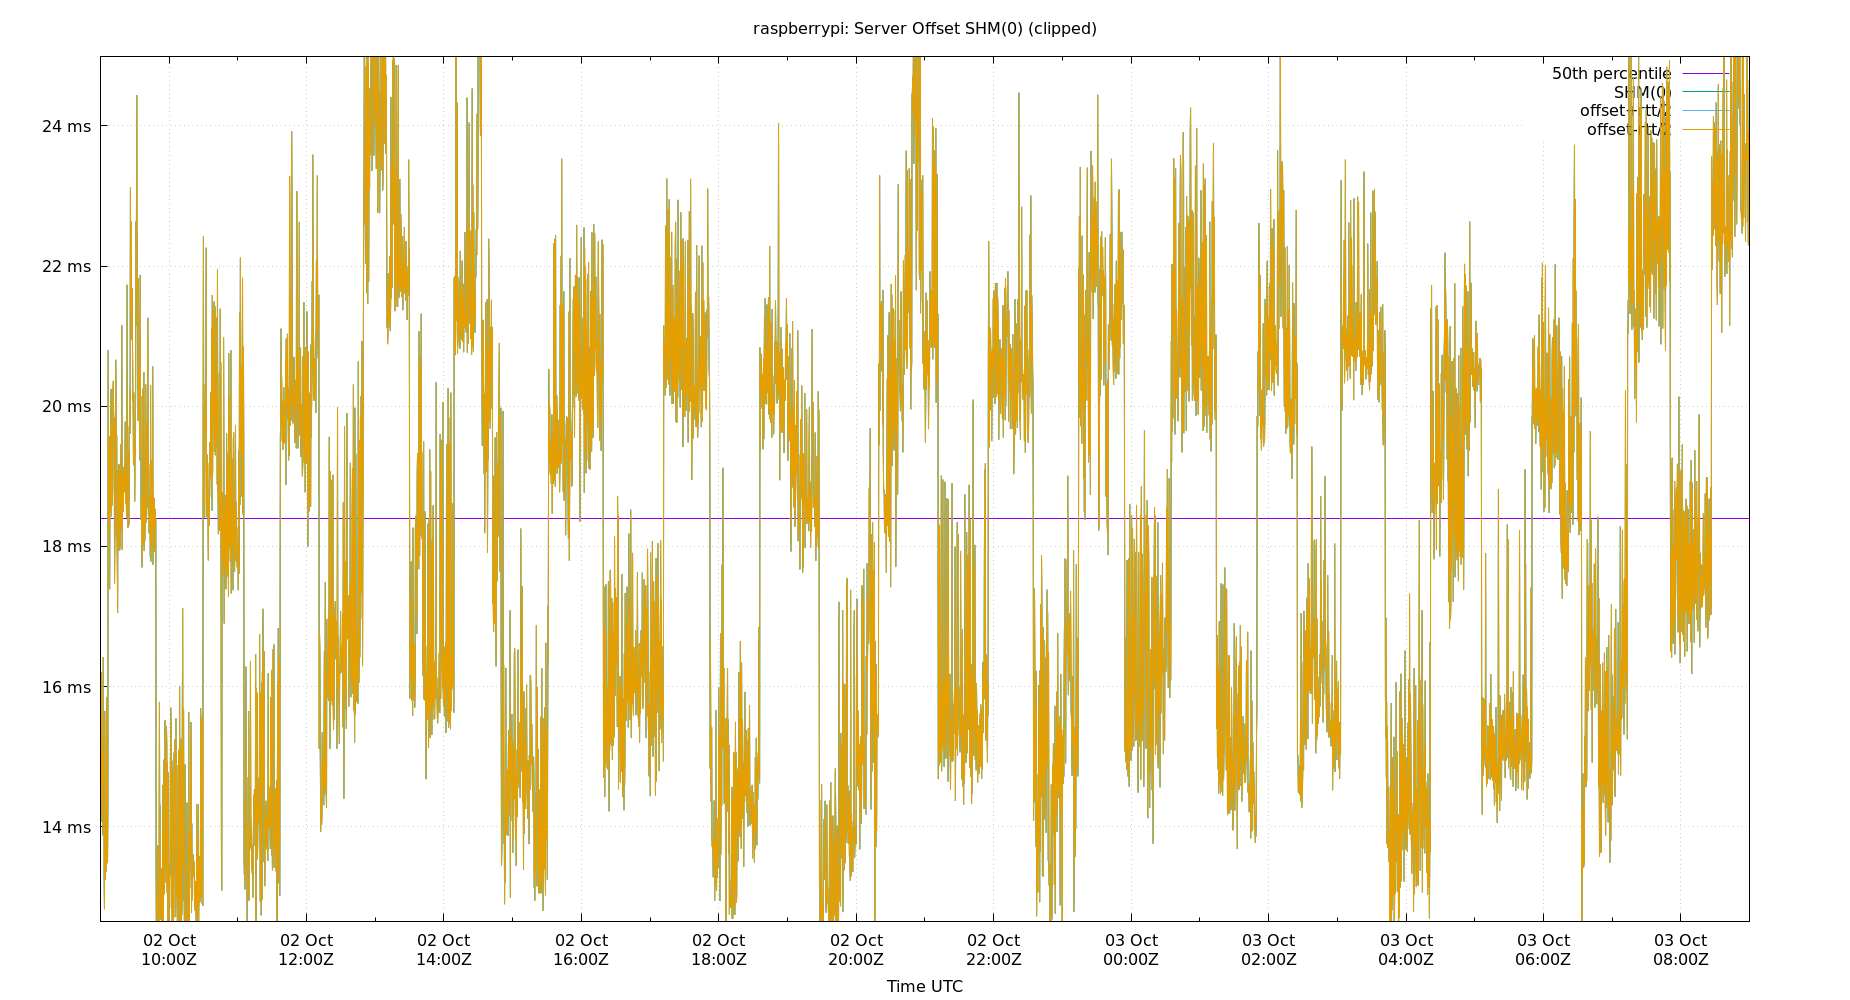 raspberrypi: Server Offset SHM(0) (clipped)
50th percentile
SHM(0)
offset+rtt/2
offset-rtt/2
24 ms
22 ms
20 ms
18 ms
16 ms
14 ms
02 Oct 02 Oct 02 Oct 02 Oct 02 Oct 02 Oct 02 Oct 03 Oct 03 Oct 03 Oct 03 Oct 03 Oct
10:00Z 12:00Z 14:00Z 16:00Z 18:00Z 20:00Z 22:00Z 00:00Z 02:00Z 04:00Z 06:00Z 08:00Z
Time UTC